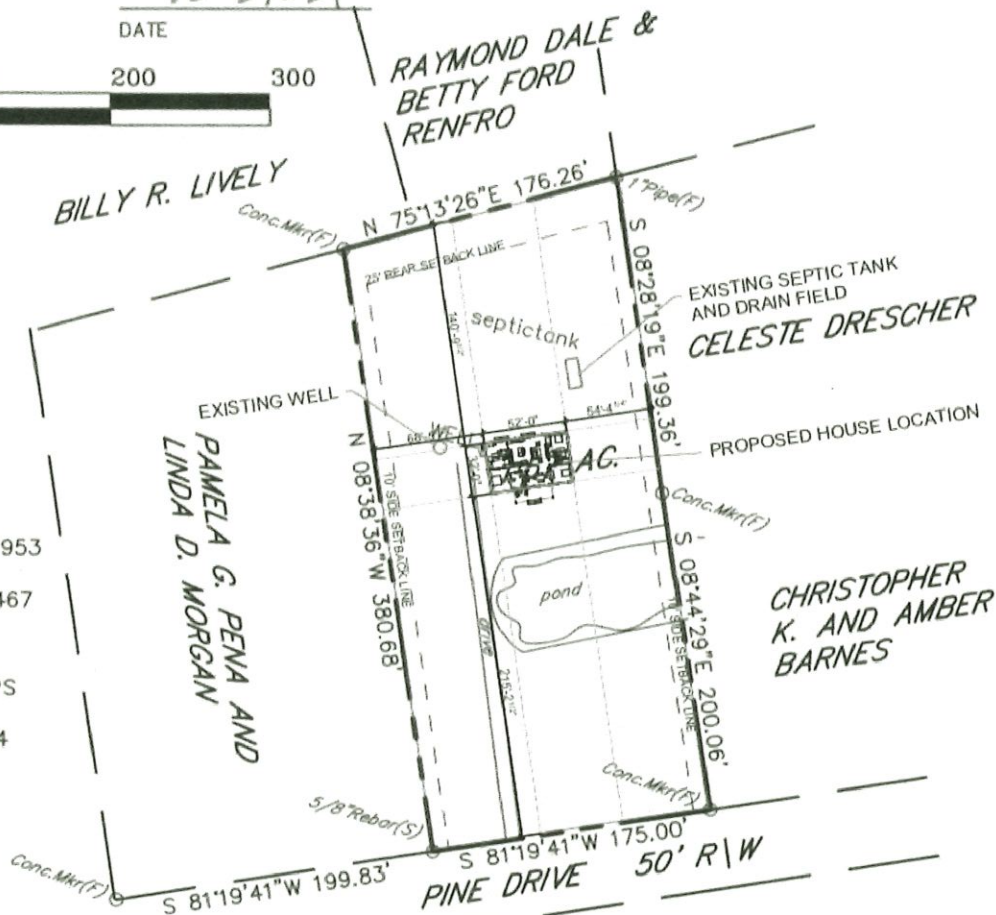 DATE
200 300
RAYMOND DALE &
BETTY FORD
RENFRO
BILLY R. LIVELY
Conc.Mkr(F)
N 75°13'26"E 176.26'
1"Pipe(F)
25' REAR SETBACK LINE
S 08°28'19"E 199.36'
EXISTING SEPTIC TANK
AND DRAIN FIELD
CELESTE DRESCHER
septictank
EXISTING WELL
52'-0"
PROPOSED HOUSE LOCATION
AC.
N 08°38'36"W 380.68'
10' SIDE SETBACK LINE
PAMELA G. PENA AND
LINDA D. MORGAN
Conc.Mkr(F)
953
467
S
4
pond
drive
S 08°44'29"E 200.06'
SIDE SETBACK LINE
CHRISTOPHER
K. AND AMBER
BARNES
Conc.Mkr(F)
5/8"Rebar(S)
S 81°19'41"W 175.00'
Conc.Mkr(F)
S 81°19'41"W 199.83'
PINE DRIVE 50' R\W